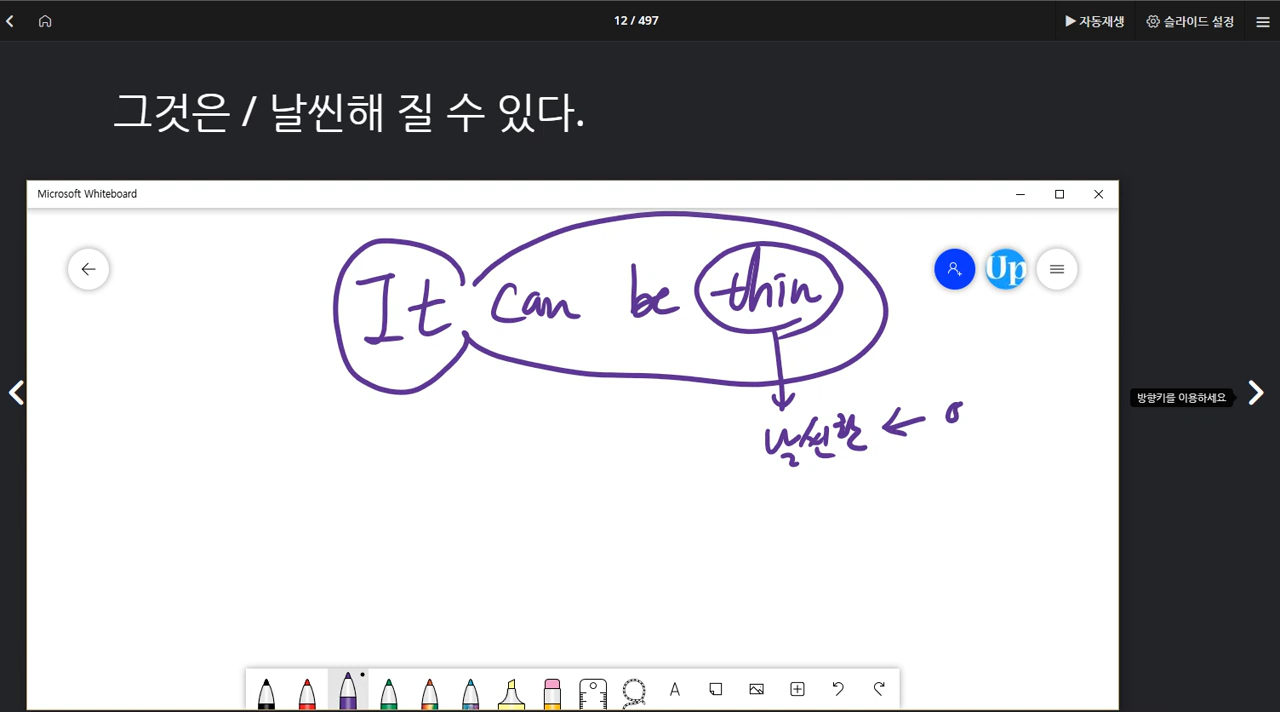 12 / 497
▶ 자동재생
슬라이드 설정
그것은 / 날씬해 질 수 있다.
Microsoft Whiteboard
Up
It can be thin
방향키를 이용하세요
날씬한 ← ㅇ
A